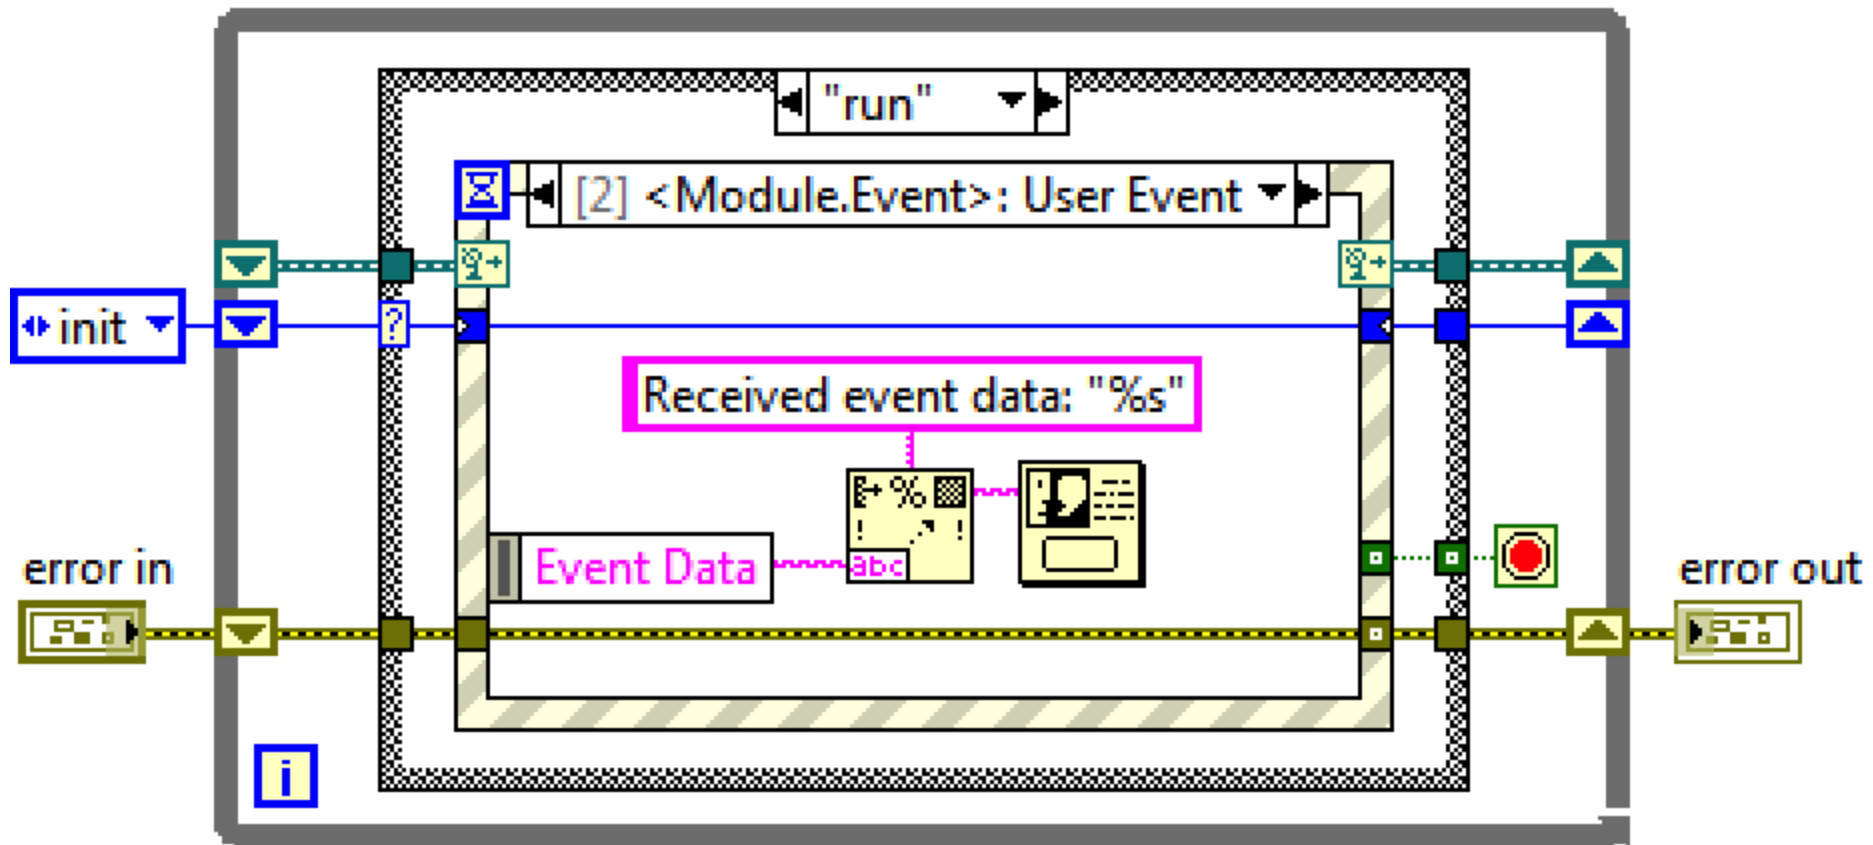 "run"
[2] <Module.Event>: User Event
init
?
Received event data: "%s"
%
! !
Event Data
abc
error in
error out
i